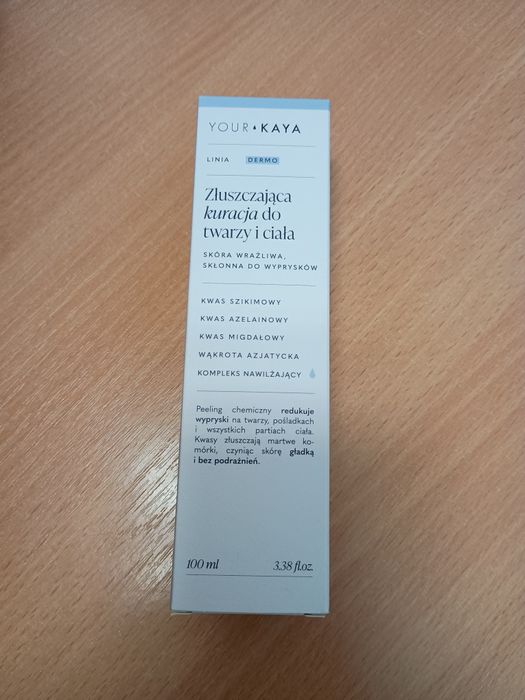 YOUR KAYA
LINIA DERMO
Złuszczająca
kuracja do
twarzy i ciała
SKÓRA WRAŻLIWA,
SKŁONNA DO WYPRYSKÓW
KWAS SZIKIMOWY
KWAS AZELAINOWY
KWAS MIGDAŁOWY
WĄKROTA AZJATYCKA
KOMPLEKS NAWILŻAJĄCY
Peeling chemiczny redukuje
wypryski na twarzy, pośladkach
i wszystkich partiach ciała.
Kwasy złuszczają martwe ko-
mórki, czyniąc skórę gładką
i bez podrażnień.
100 ml 3.38 fl.oz.